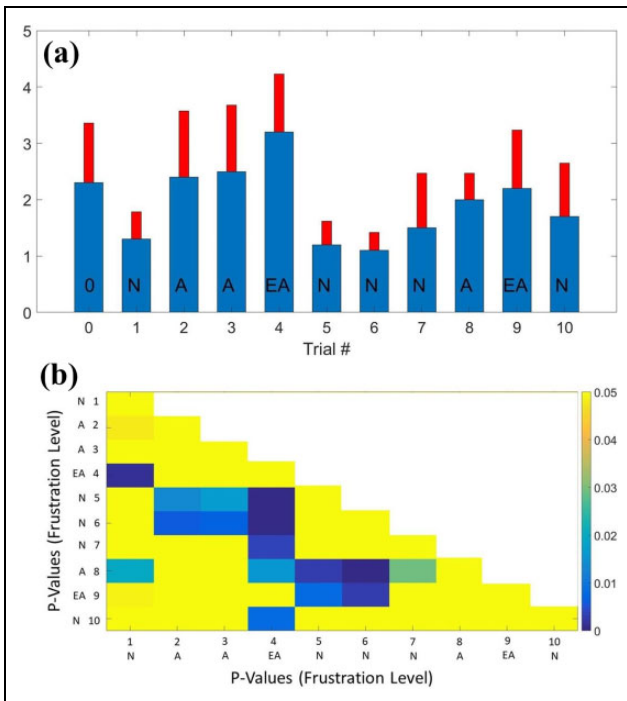 (a)
5
4
3
2
1
0
0 N A A EA N N N A EA N
0 1 2 3 4 5 6 7 8 9 10
Trial #
(b)
P-Values (Frustration Level)
N 1
A 2
A 3
EA 4
N 5
N 6
N 7
A 8
EA 9
N 10
0.05
0.04
0.03
0.02
0.01
0
1 2 3 4 5 6 7 8 9 10
N A A EA N N N A EA N
P-Values (Frustration Level)